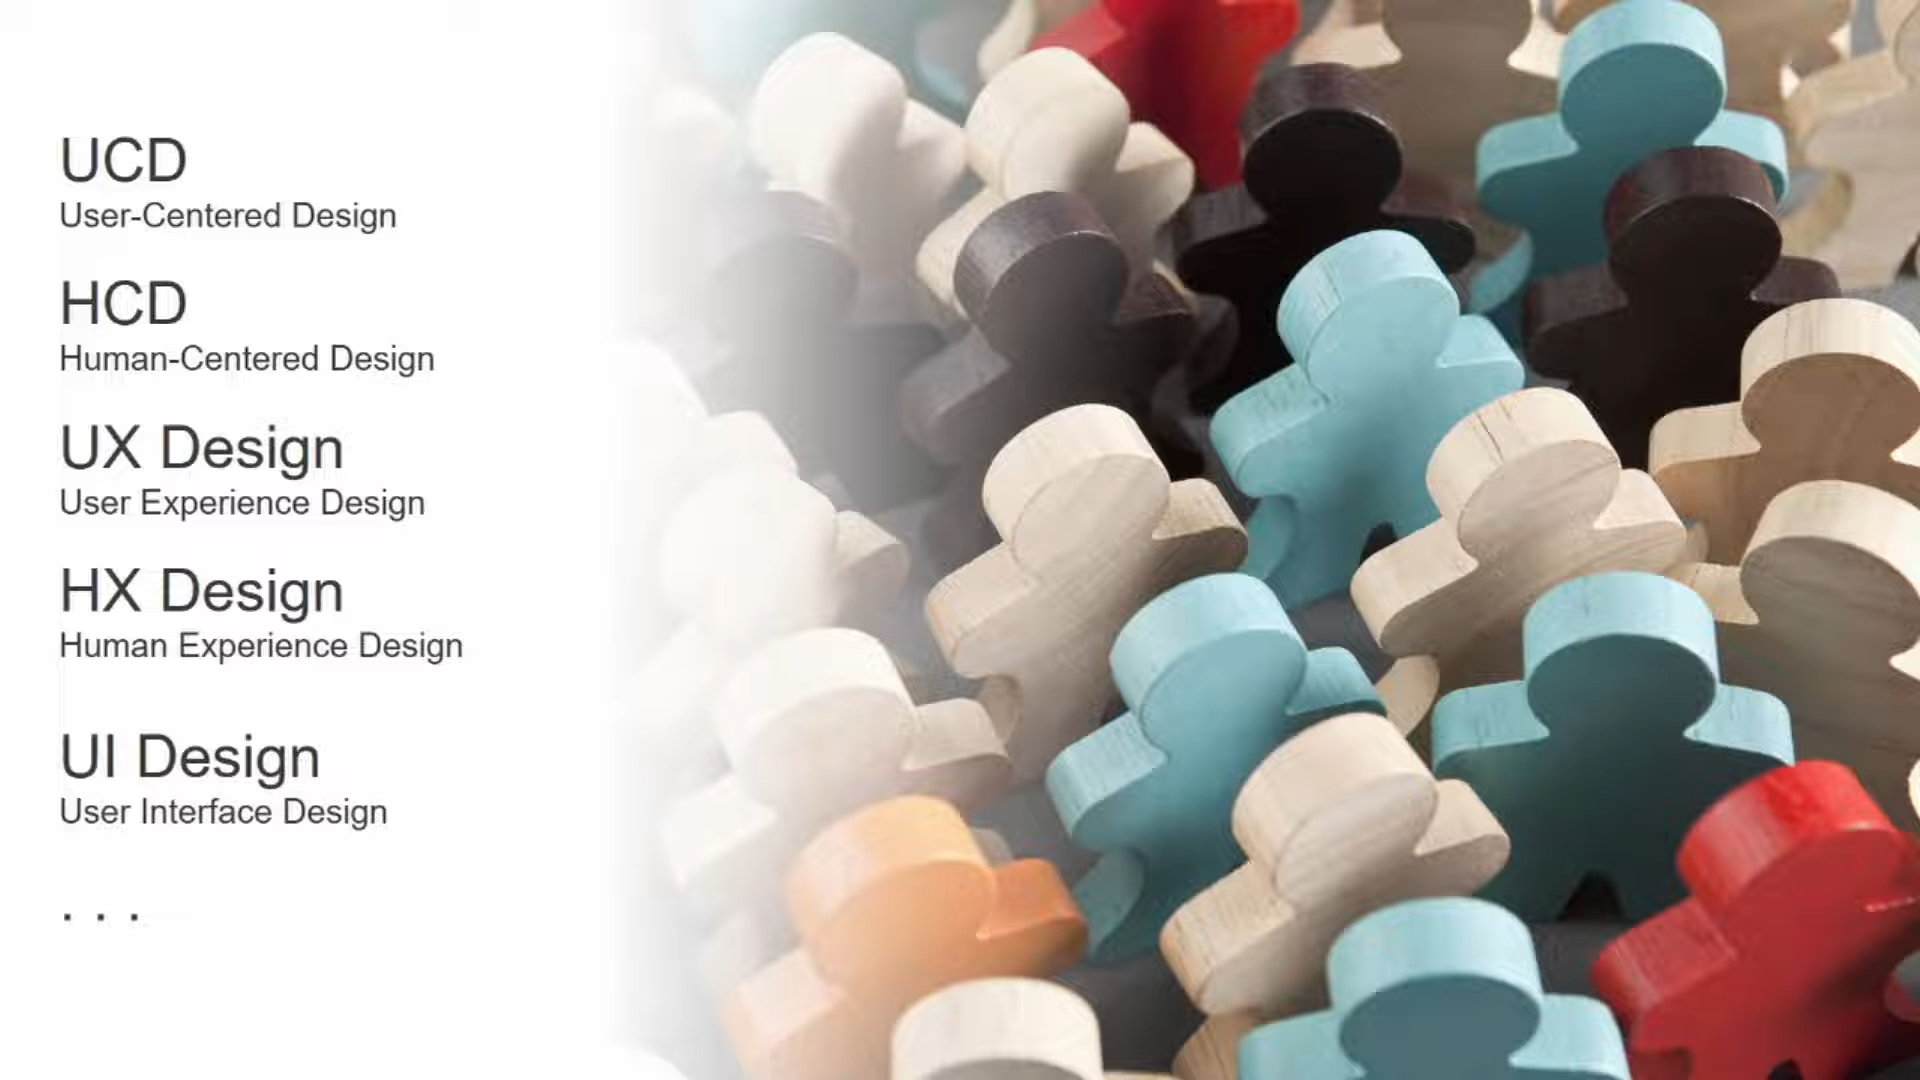 UCD
User-Centered Design
HCD
Human-Centered Design
UX Design
User Experience Design
HX Design
Human Experience Design
UI Design
User Interface Design
. . .